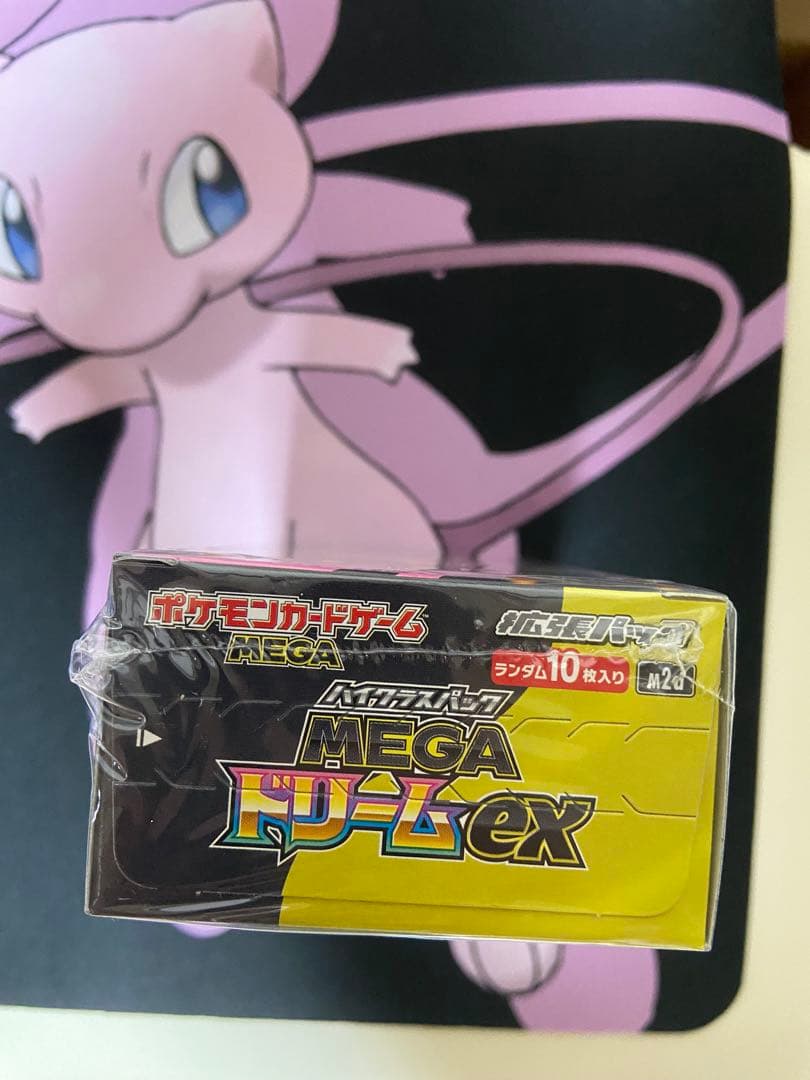 ポケモンカードゲーム
MEGA
拡張パック
ランダム10枚入り
M2a
ハイクラスパック
MEGA
ドリームex